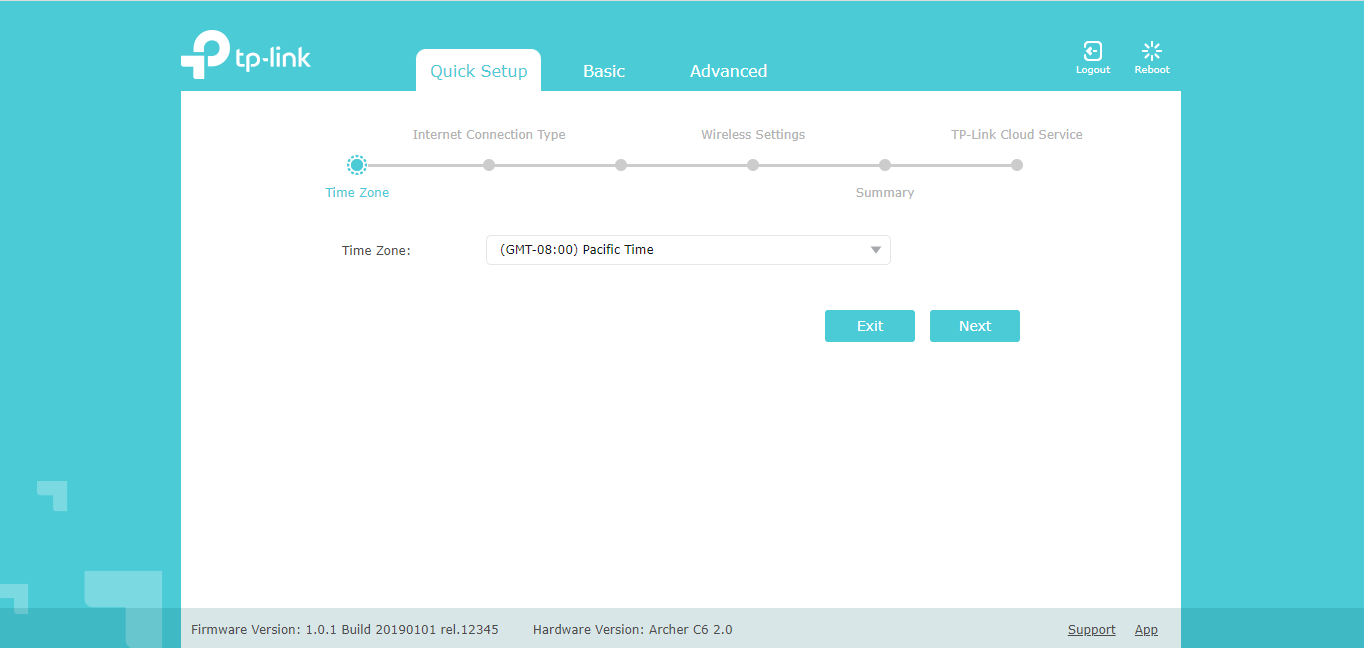 tp-link
Quick Setup Basic Advanced
Logout Reboot
Internet Connection Type Wireless Settings TP-Link Cloud Service
Time Zone Summary
Time Zone: (GMT-08:00) Pacific Time
Exit Next
Firmware Version: 1.0.1 Build 20190101 rel.12345 Hardware Version: Archer C6 2.0 Support App